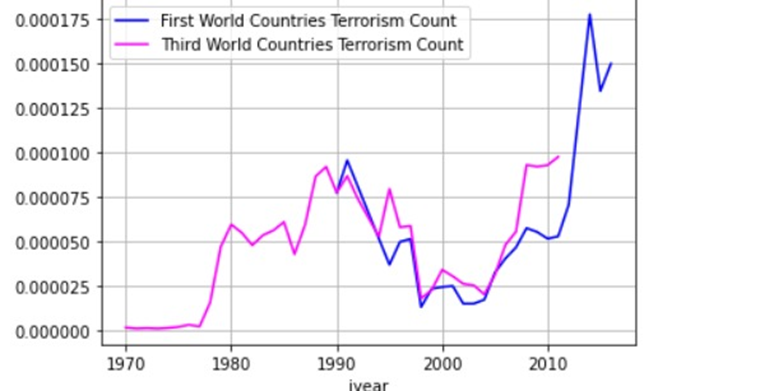 0.000175
First World Countries Terrorism Count
Third World Countries Terrorism Count
0.000150
0.000125
0.000100
0.000075
0.000050
0.000025
0.000000
1970 1980 1990 2000 2010
iyear